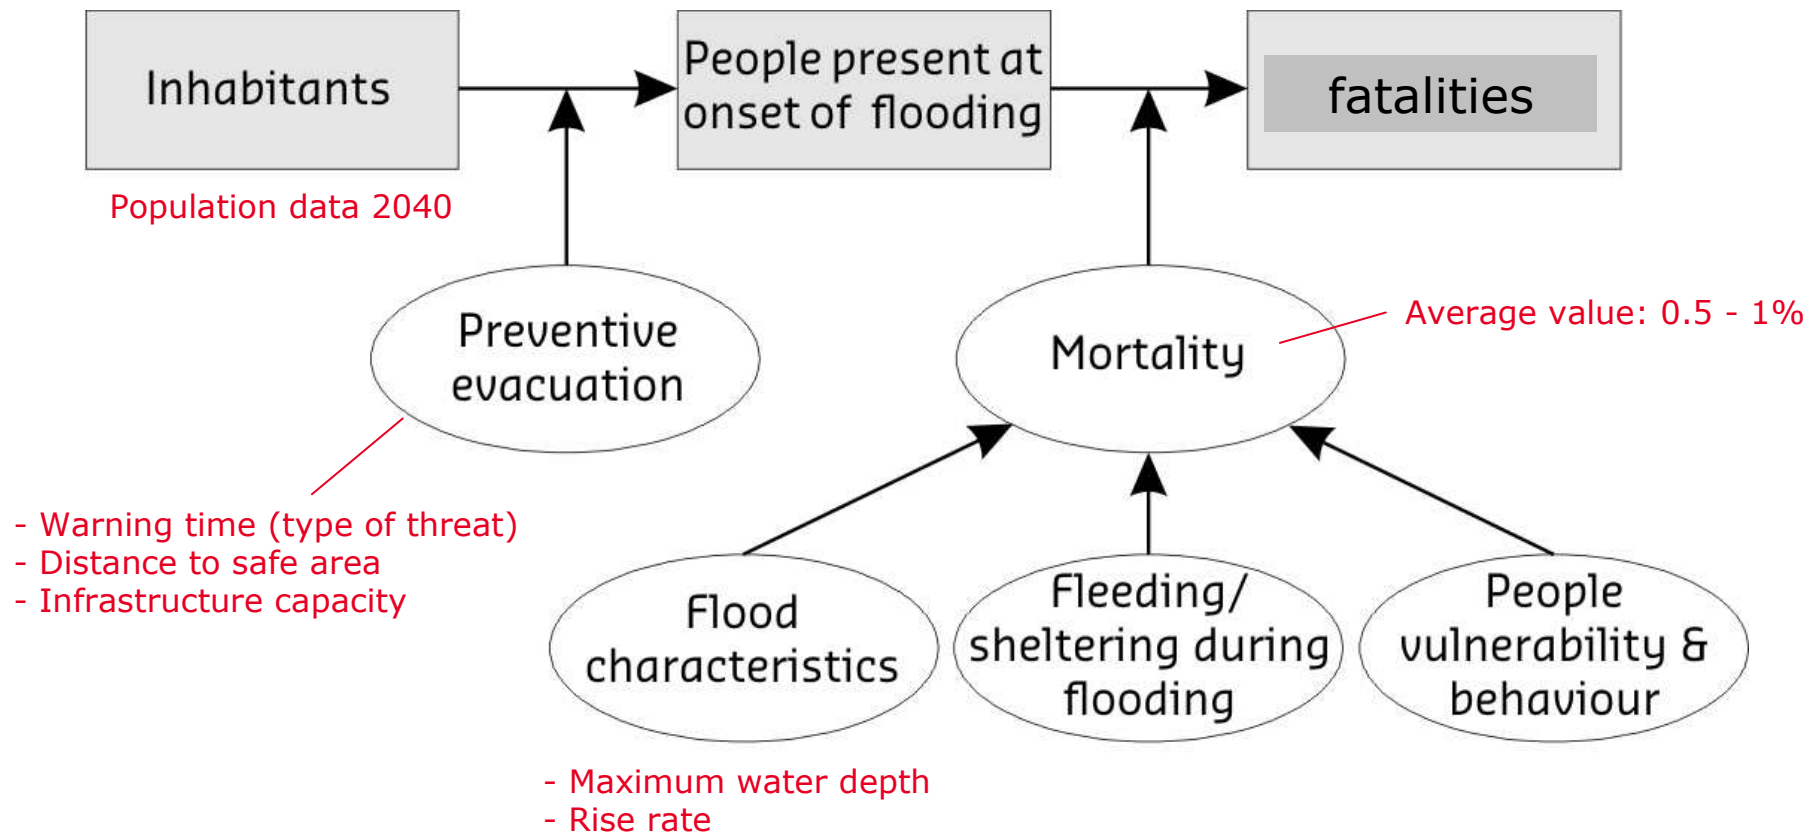 Inhabitants
People present at
onset of flooding
fatalities
Population data 2040
Preventive
evacuation
Mortality
Average value: 0.5 - 1%
- Warning time (type of threat)
- Distance to safe area
- Infrastructure capacity
Flood
characteristics
Fleeding/
sheltering during
flooding
People
vulnerability &
behaviour
- Maximum water depth
- Rise rate